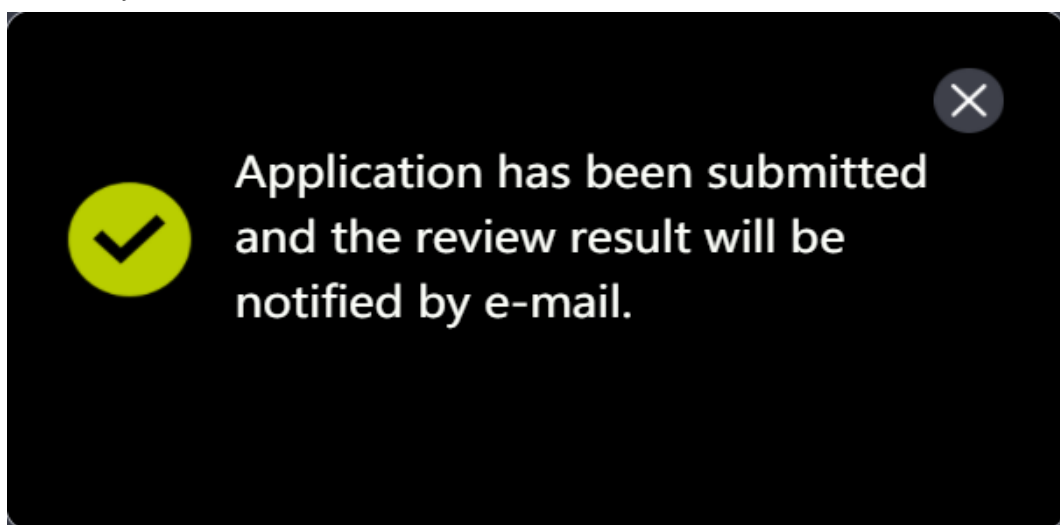 Application has been submitted
and the review result will be
notified by e-mail.